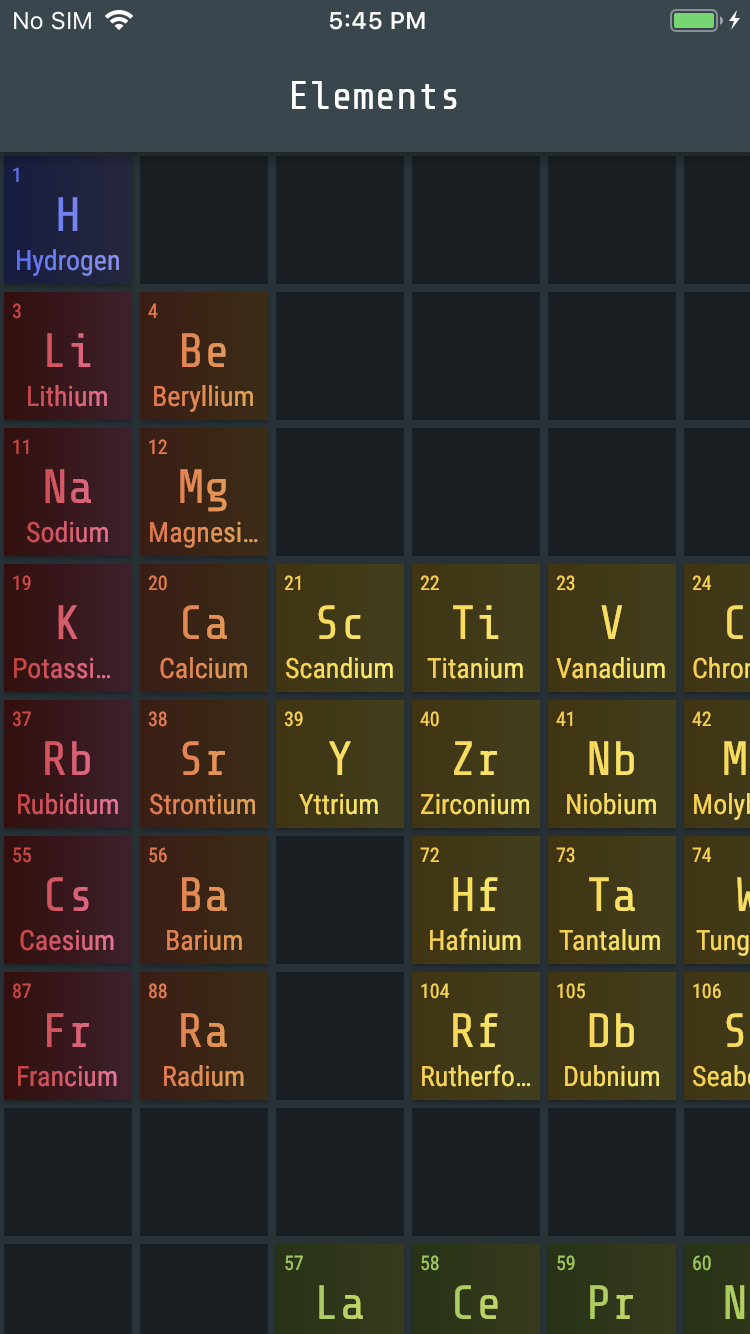 No SIM 5:45 PM
Elements
1
H
Hydrogen
3 4
Li Be
Lithium Beryllium
11 12
Na Mg
Sodium Magnesi…
19 20 21 22 23 24
K Ca Sc Ti V C
Potassi… Calcium Scandium Titanium Vanadium Chro
37 38 39 40 41 42
Rb Sr Y Zr Nb M
Rubidium Strontium Yttrium Zirconium Niobium Moly
55 56 72 73 74
Cs Ba Hf Ta W
Caesium Barium Hafnium Tantalum Tung
87 88 104 105 106
Fr Ra Rf Db S
Francium Radium Rutherfo… Dubnium Seab
57 58 59 60
La Ce Pr N